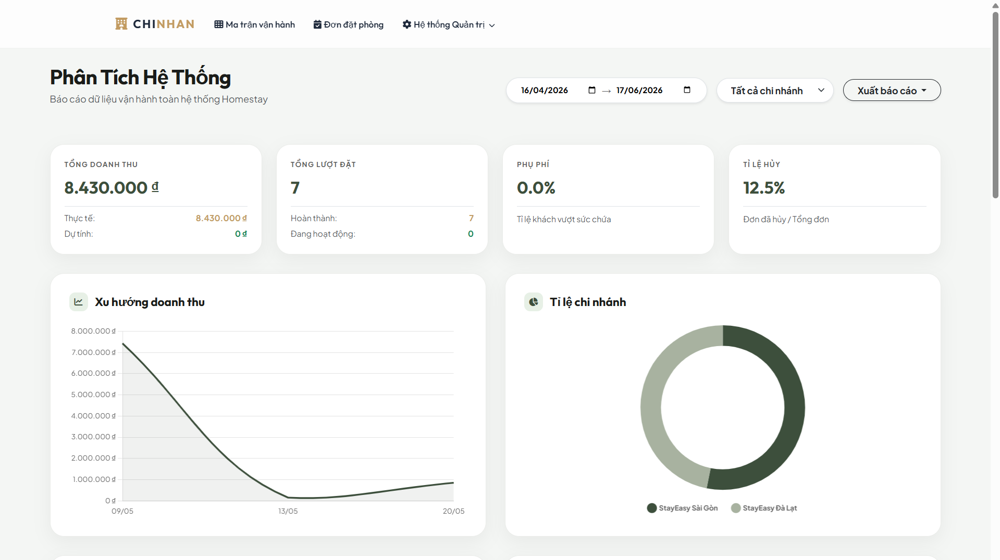 CHINHAN
Ma trận vận hành
Đơn đặt phòng
Hệ thống Quản trị
Phân Tích Hệ Thống
Báo cáo dữ liệu vận hành toàn hệ thống Homestay
16/04/2026 → 17/06/2026
Tất cả chi nhánh
Xuất báo cáo
TỔNG DOANH THU
8.430.000 ₫
Thực tế: 8.430.000 ₫
Dự tính: 0 ₫
TỔNG LƯỢT ĐẶT
7
Hoàn thành: 7
Đang hoạt động: 0
PHỤ PHÍ
0.0%
Tỉ lệ khách vượt sức chứa
TỈ LỆ HỦY
12.5%
Đơn đã hủy / Tổng đơn
Xu hướng doanh thu
8.000.000 ₫
7.000.000 ₫
6.000.000 ₫
5.000.000 ₫
4.000.000 ₫
3.000.000 ₫
2.000.000 ₫
1.000.000 ₫
0 ₫
09/05 13/05 20/05
Tỉ lệ chi nhánh
StayEasy Sài Gòn StayEasy Đà Lạt